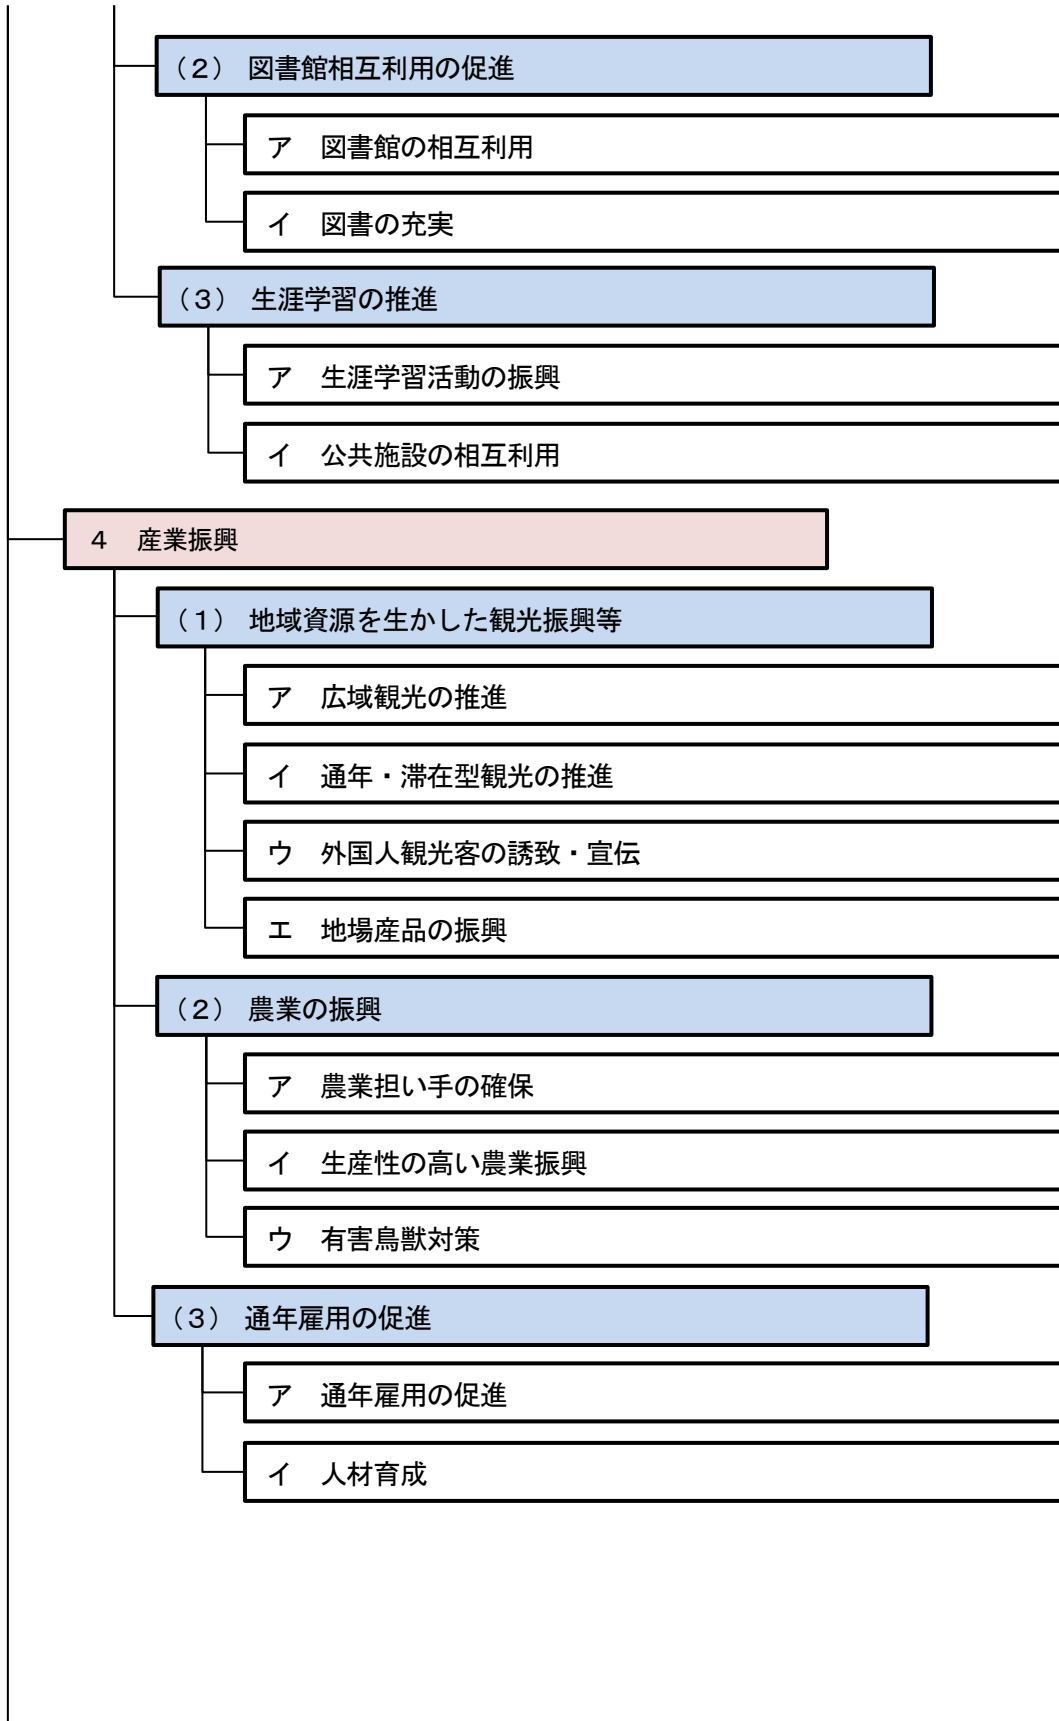 （２） 図書館相互利用の促進
ア　図書館の相互利用
イ　図書の充実
（３） 生涯学習の推進
ア　生涯学習活動の振興
イ　公共施設の相互利用
４　産業振興
（１） 地域資源を生かした観光振興等
ア　広域観光の推進
イ　通年・滞在型観光の推進
ウ　外国人観光客の誘致・宣伝
エ　地場産品の振興
（２） 農業の振興
ア　農業担い手の確保
イ　生産性の高い農業振興
ウ　有害鳥獣対策
（３） 通年雇用の促進
ア　通年雇用の促進
イ　人材育成